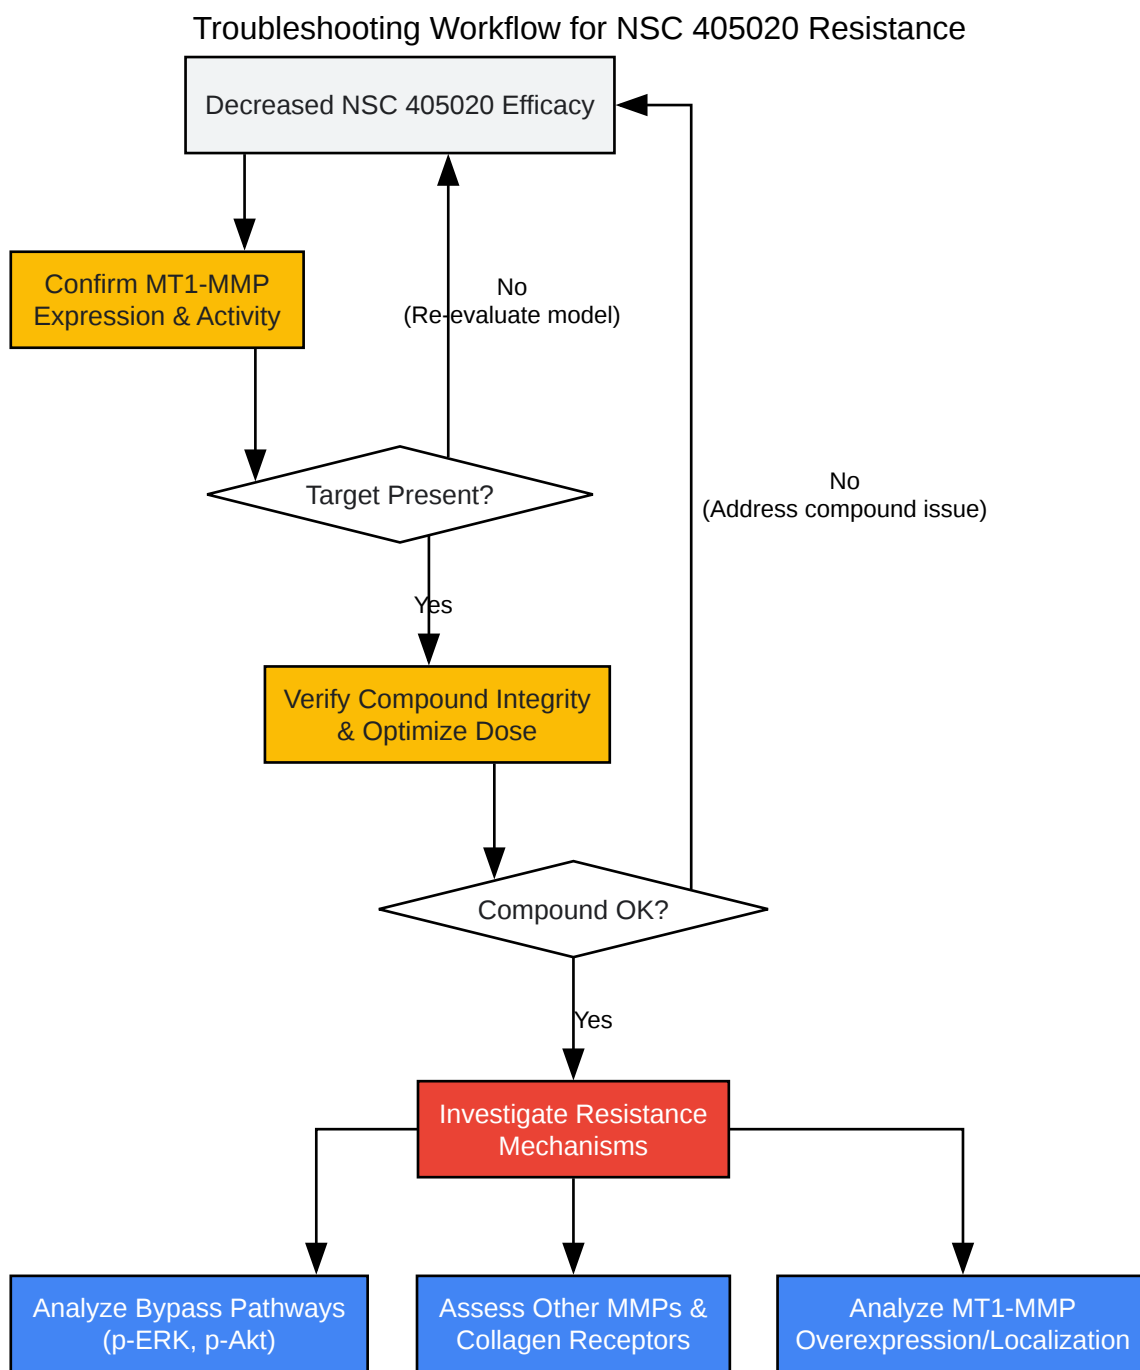 Troubleshooting Workflow for NSC 405020 Resistance
Decreased NSC 405020 Efficacy
Confirm MT1-MMP
Expression & Activity
No
(Re-evaluate model)
Target Present?
No
(Address compound issue)
Yes
Verify Compound Integrity
& Optimize Dose
Compound OK?
Yes
Investigate Resistance
Mechanisms
Analyze Bypass Pathways
(p-ERK, p-Akt)
Assess Other MMPs &
Collagen Receptors
Analyze MT1-MMP
Overexpression/Localization